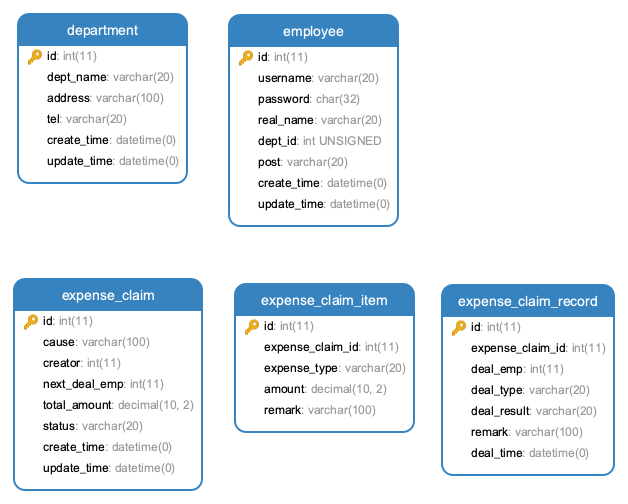 department
id: int(11)
dept_name: varchar(20)
address: varchar(100)
tel: varchar(20)
create_time: datetime(0)
update_time: datetime(0)
employee
id: int(11)
username: varchar(20)
password: char(32)
real_name: varchar(20)
dept_id: int UNSIGNED
post: varchar(20)
create_time: datetime(0)
update_time: datetime(0)
expense_claim
id: int(11)
cause: varchar(100)
creator: int(11)
next_deal_emp: int(11)
total_amount: decimal(10, 2)
status: varchar(20)
create_time: datetime(0)
update_time: datetime(0)
expense_claim_item
id: int(11)
expense_claim_id: int(11)
expense_type: varchar(20)
amount: decimal(10, 2)
remark: varchar(100)
expense_claim_record
id: int(11)
expense_claim_id: int(11)
deal_emp: int(11)
deal_type: varchar(20)
deal_result: varchar(20)
remark: varchar(100)
deal_time: datetime(0)